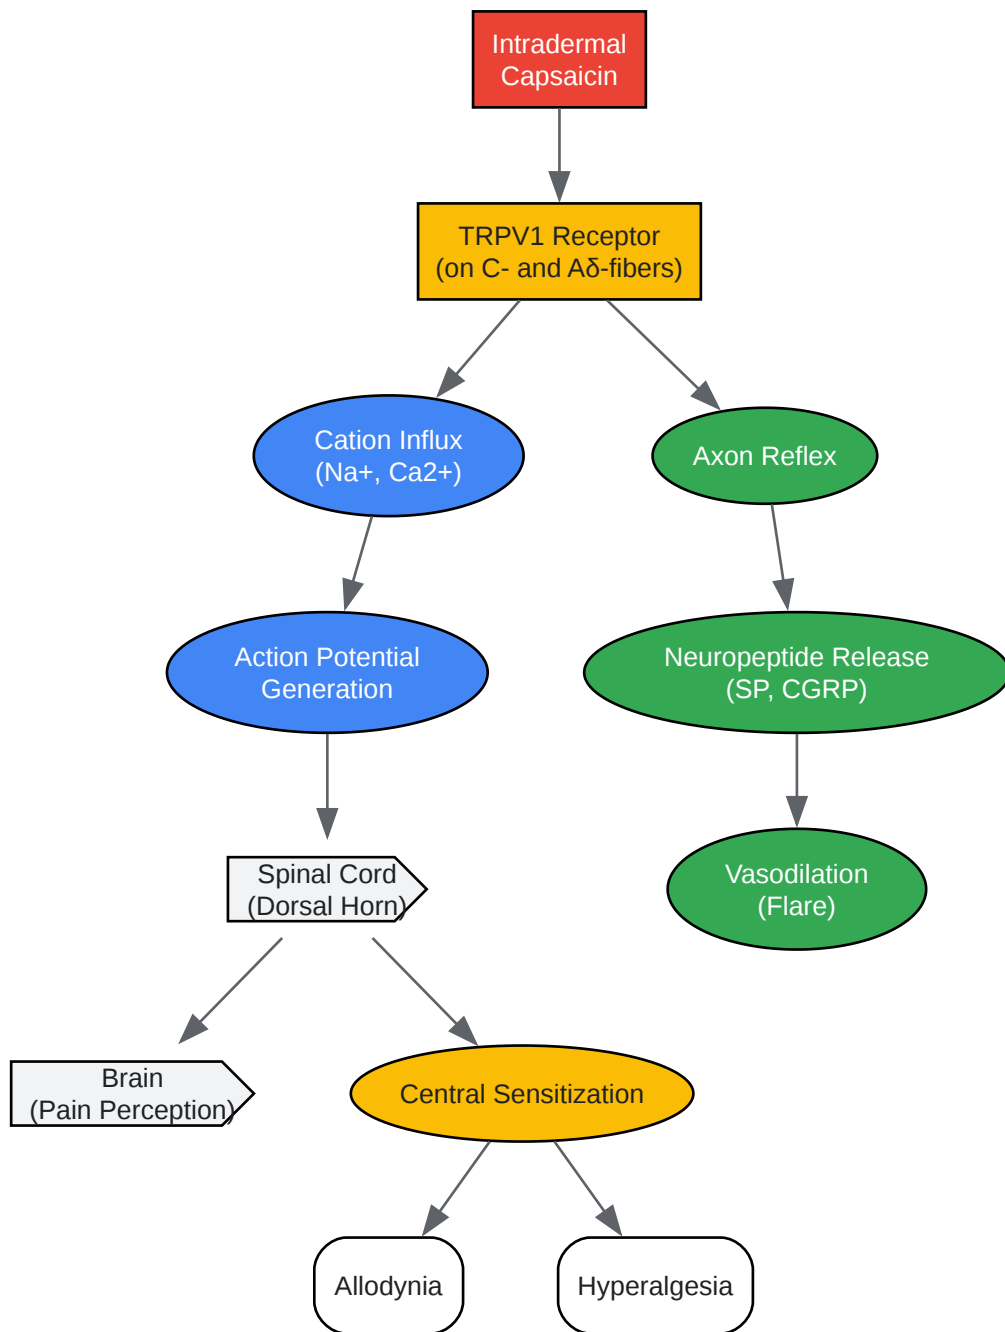 Intradermal
Capsaicin
TRPV1 Receptor
(on C- and Aδ-fibers)
Cation Influx
(Na+, Ca2+)
Axon Reflex
Action Potential
Generation
Neuropeptide Release
(SP, CGRP)
Spinal Cord
(Dorsal Horn)
Vasodilation
(Flare)
Brain
(Pain Perception)
Central Sensitization
Allodynia
Hyperalgesia